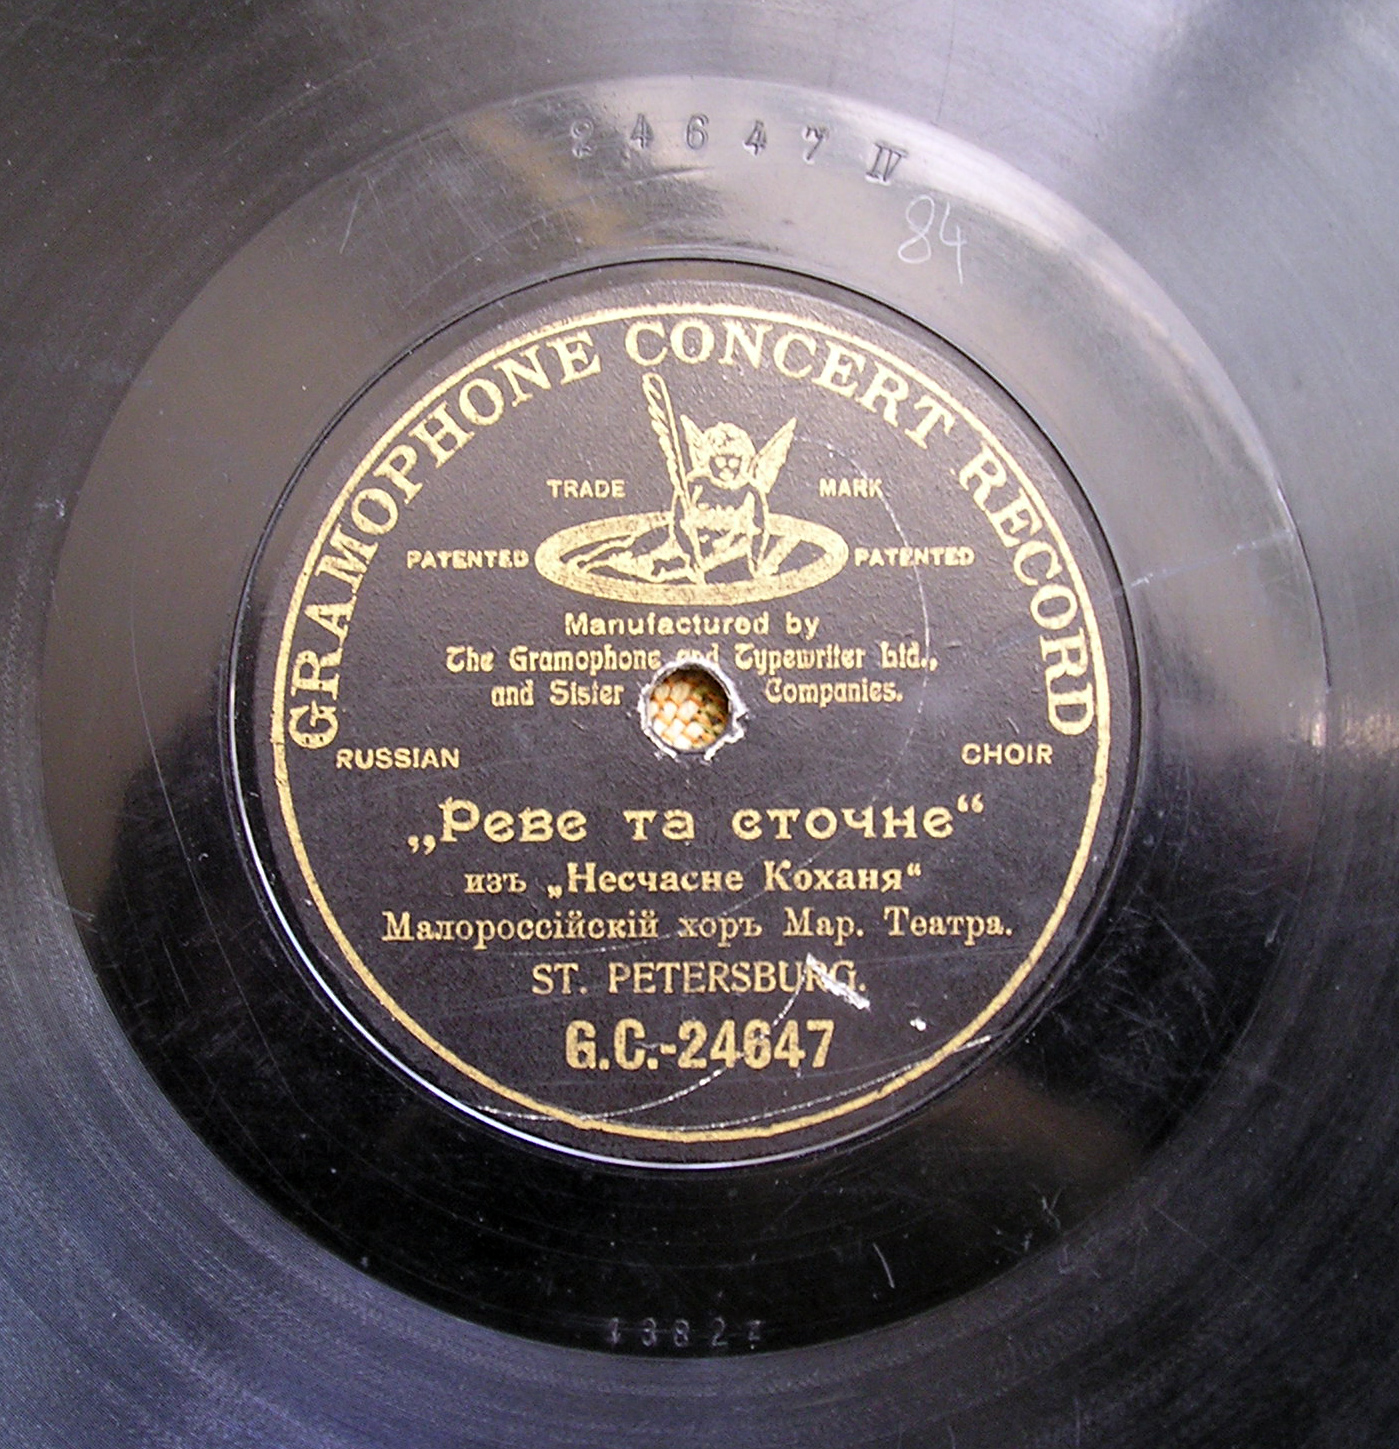 24647 IV
84
GRAMOPHONE CONCERT RECORD
TRADE MARK
PATENTED PATENTED
Manufactured by
The Gramophone and Typewriter Ltd.,
and Sister Companies.
RUSSIAN CHOIR
„Реве та сточне“
изъ „Несчасне Коханя“
Малороссійскій хоръ Мар. Театра.
ST. PETERSBURG.
G.C.-24647